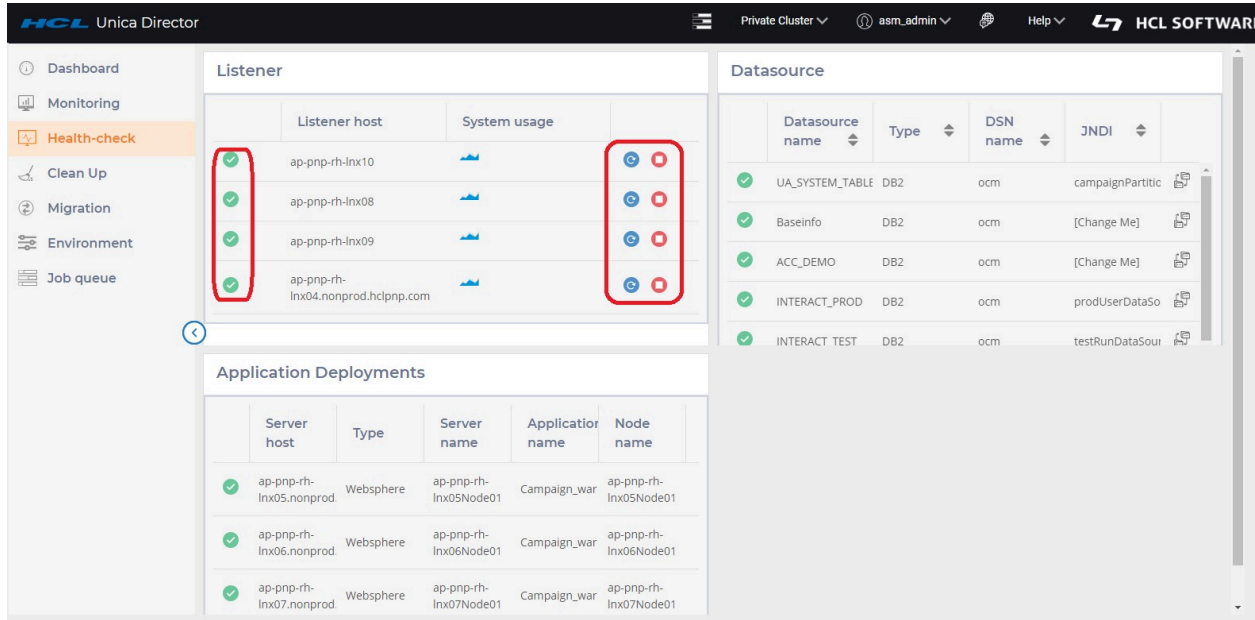 HCL Unica Director
Private Cluster
asm_admin
Help
HCL SOFTWAR
Dashboard
Monitoring
Health-check
Clean Up
Migration
Environment
Job queue
Listener
Listener host System usage
ap-pnp-rh-lnx10
ap-pnp-rh-lnx08
ap-pnp-rh-lnx09
ap-pnp-rh-
lnx04.nonprod.hclpnp.com
Datasource
Datasource
name
Type
DSN
name
JNDI
UA_SYSTEM_TABLE DB2 ocm campaignPartitic
Baseinfo DB2 ocm [Change Me]
ACC_DEMO DB2 ocm [Change Me]
INTERACT_PROD DB2 ocm prodUserDataSo
INTERACT_TEST DB2 ocm testRunDataSour
Application Deployments
Server
host
Type
Server
name
Application
name
Node
name
ap-pnp-rh-
lnx05.nonprod.
Websphere
ap-pnp-rh-
lnx05Node01
Campaign_war
ap-pnp-rh-
lnx05Node01
ap-pnp-rh-
lnx06.nonprod.
Websphere
ap-pnp-rh-
lnx06Node01
Campaign_war
ap-pnp-rh-
lnx06Node01
ap-pnp-rh-
lnx07.nonprod.
Websphere
ap-pnp-rh-
lnx07Node01
Campaign_war
ap-pnp-rh-
lnx07Node01